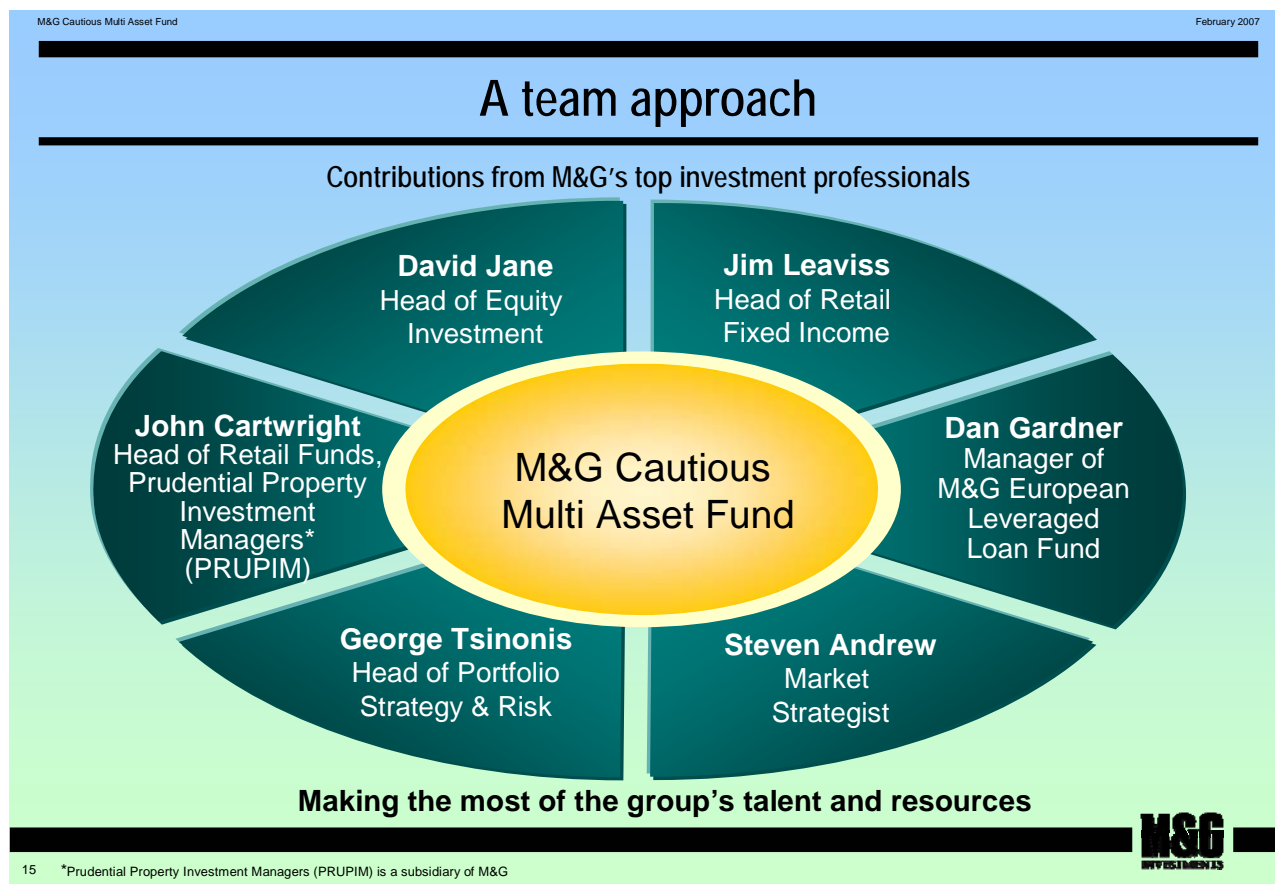 M&G Cautious Multi Asset Fund
February 2007
A team approach
Contributions from M&G's top investment professionals
David Jane
Head of Equity
Investment
Jim Leaviss
Head of Retail
Fixed Income
John Cartwright
Head of Retail Funds,
Prudential Property
Investment
Managers*
(PRUPIM)
M&G Cautious
Multi Asset Fund
Dan Gardner
Manager of
M&G European
Leveraged
Loan Fund
George Tsinonis
Head of Portfolio
Strategy & Risk
Steven Andrew
Market
Strategist
Making the most of the group's talent and resources
M&G
INVESTMENTS
15
*Prudential Property Investment Managers (PRUPIM) is a subsidiary of M&G